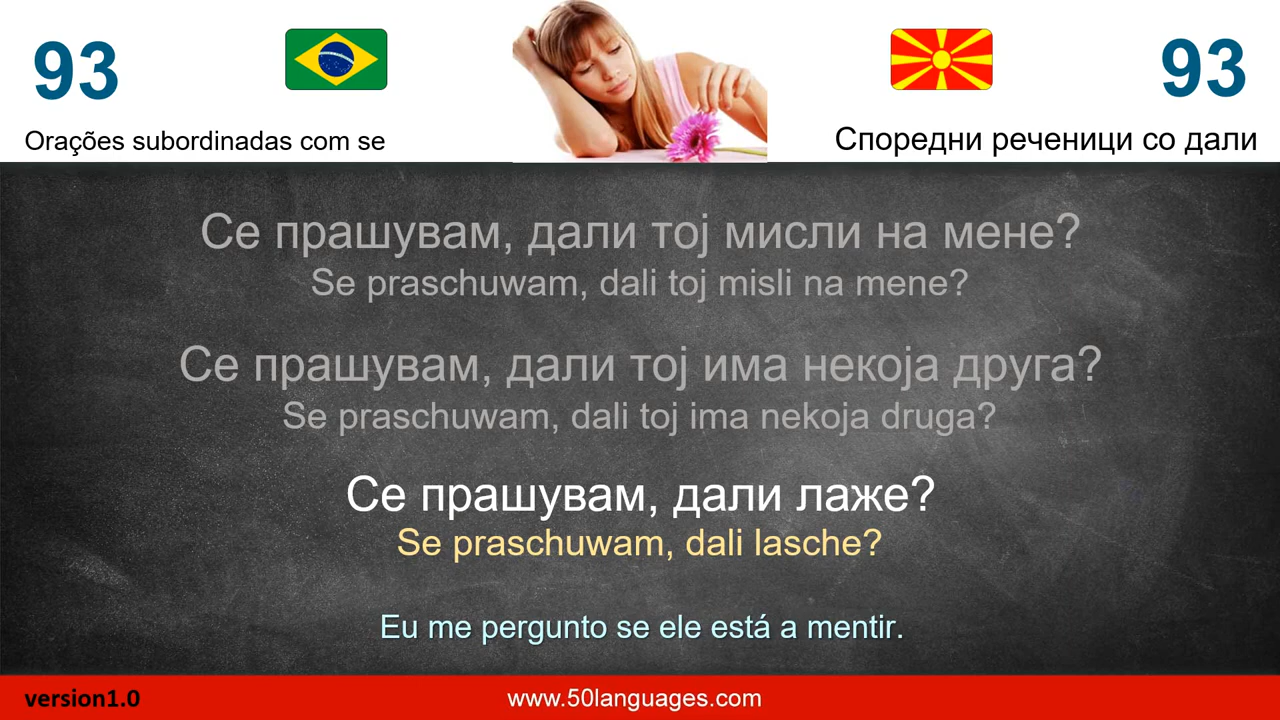 93
93
Orações subordinadas com se
Споредни реченици со дали
Се прашувам, дали тој мисли на мене?
Se praschuwam, dali toj misli na mene?
Се прашувам, дали тој има некоја друга?
Se praschuwam, dali toj ima nekoja druga?
Се прашувам, дали лаже?
Se praschuwam, dali lasche?
Eu me pergunto se ele está a mentir.
version1.0
www.50languages.com